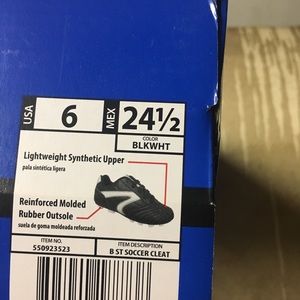 USA 6 MEX 24½
COLOR
BLKWHT
Lightweight Synthetic Upper
pala sintética ligera
Reinforced Molded
Rubber Outsole
suela de goma moldeada reforzada
ITEM NO.
550923523
ITEM DESCRIPTION
B ST SOCCER CLEAT